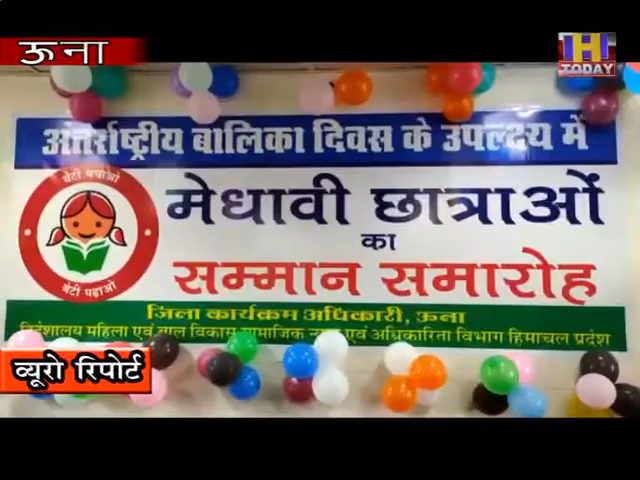 ऊना
IHI TODAY
अंतर्राष्ट्रीय बालिका दिवस के उपलक्ष्य में
बेटी बचाओ
बेटी पढ़ाओ
मेधावी छात्राओं
का
सम्मान समारोह
जिला कार्यक्रम अधिकारी, ऊना
निदेशालय महिला एवं बाल विकास सामाजिक न्याय एवं अधिकारिता विभाग हिमाचल प्रदेश
ब्यूरो रिपोर्ट